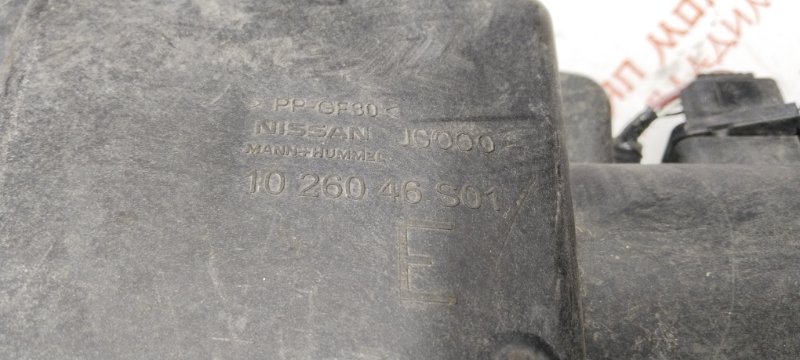 > PP-GF30 <
NISSAN JG000
MANN+HUMMEL
10 260 46 S01
E